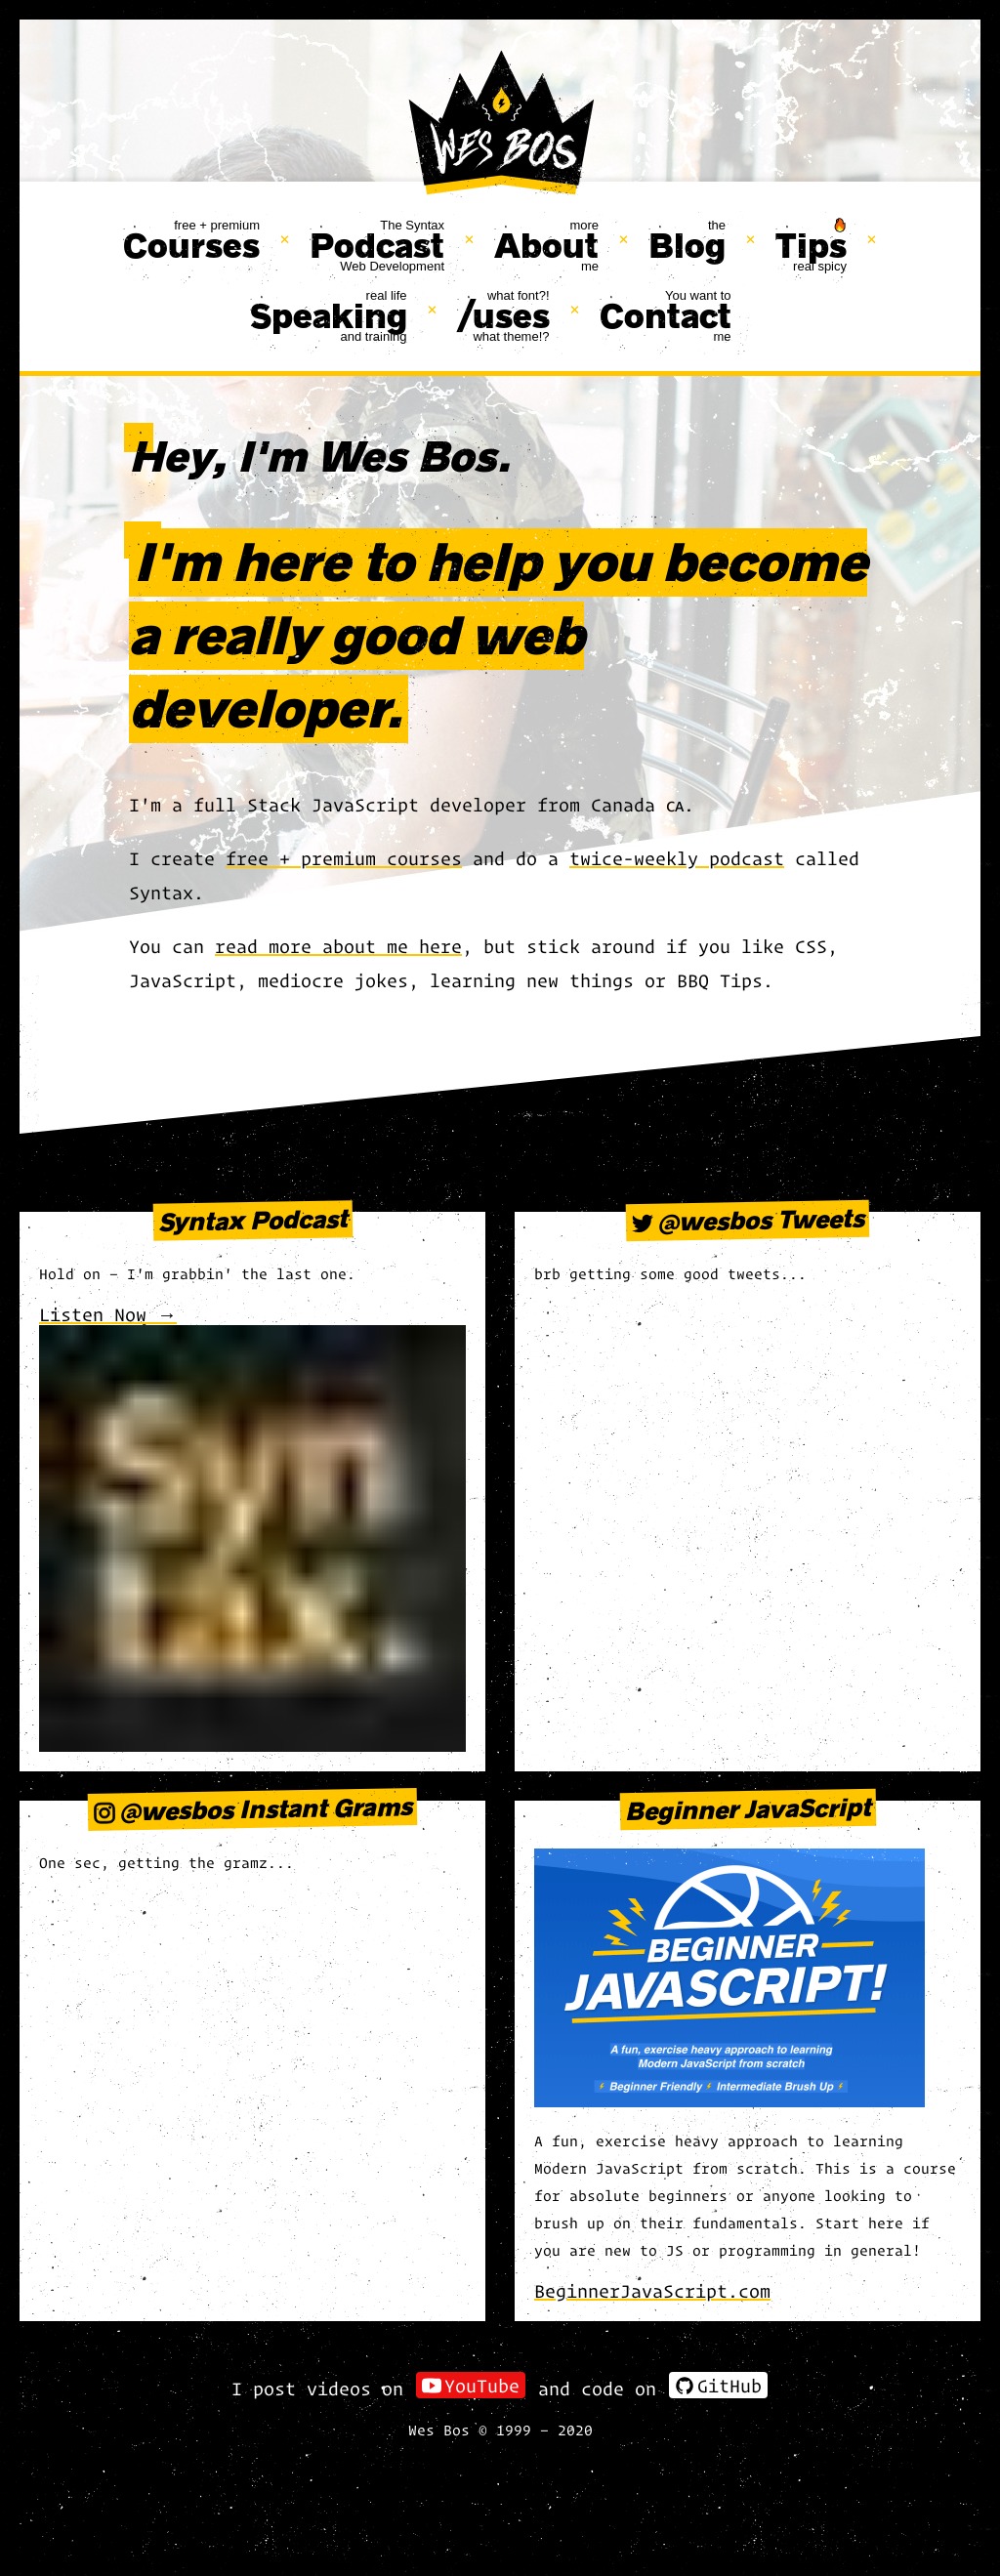 WES BOS
free + premium
Courses
×
The Syntax
Podcast
Web Development
×
more
About
me
×
the
Blog
×
🔥
Tips
real spicy
×
real life
Speaking
and training
×
what font?!
/uses
what theme!?
×
You want to
Contact
me
Hey, I'm Wes Bos.
I'm here to help you become
a really good web
developer.
I'm a full Stack JavaScript developer from Canada CA.
I create free + premium courses and do a twice-weekly podcast called
Syntax.
You can read more about me here, but stick around if you like CSS,
JavaScript, mediocre jokes, learning new things or BBQ Tips.
Syntax Podcast
Hold on — I'm grabbin' the last one.
Listen Now →
Syn
tax.
@wesbos Tweets
brb getting some good tweets...
@wesbos Instant Grams
One sec, getting the gramz...
Beginner JavaScript
BEGINNER
JAVASCRIPT!
A fun, exercise heavy approach to learning
Modern JavaScript from scratch
Beginner Friendly Intermediate Brush Up
A fun, exercise heavy approach to learning
Modern JavaScript from scratch. This is a course
for absolute beginners or anyone looking to
brush up on their fundamentals. Start here if
you are new to JS or programming in general!
BeginnerJavaScript.com
I post videos on YouTube and code on GitHub
Wes Bos © 1999 — 2020